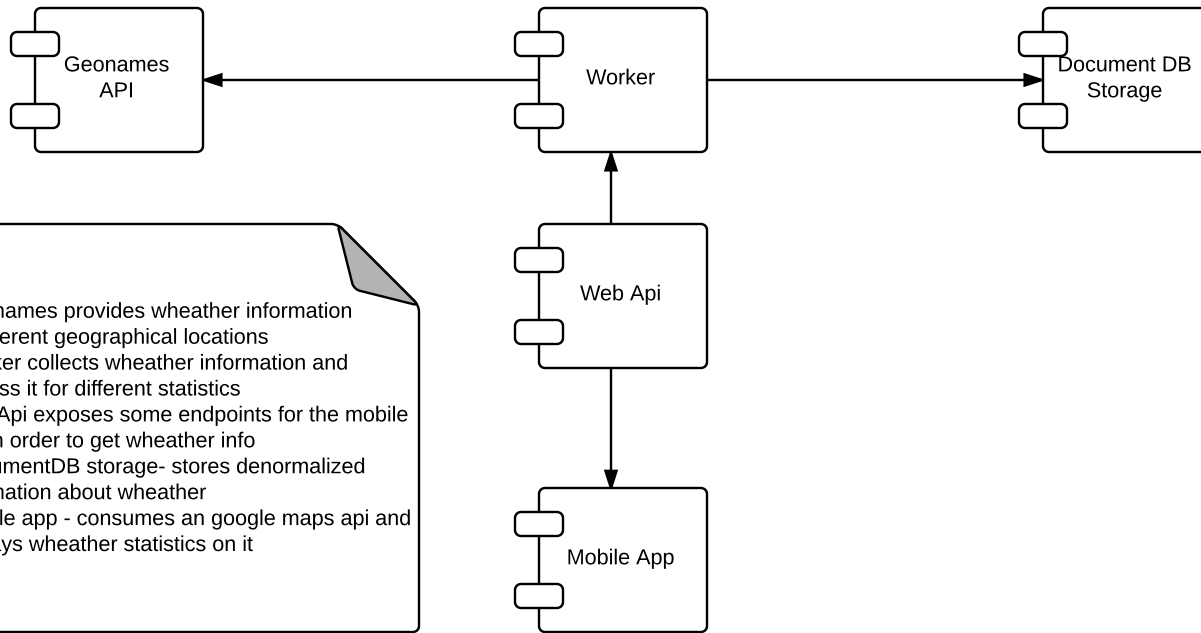 Geonames
API
Worker
Document DB
Storage
Web Api
names provides wheather information
erent geographical locations
ker collects wheather information and
ss it for different statistics
Api exposes some endpoints for the mobile
n order to get wheather info
umentDB storage- stores denormalized
mation about wheather
le app - consumes an google maps api and
ays wheather statistics on it
Mobile App